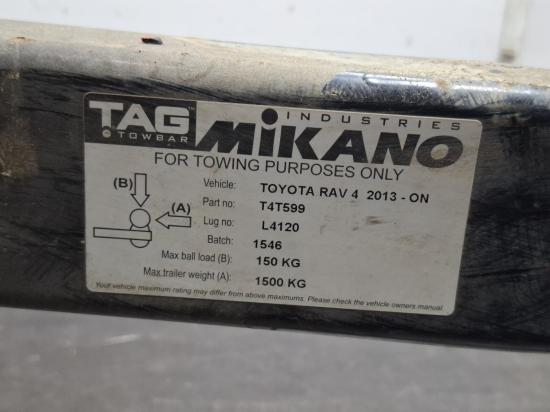 TAG TOWBAR
INDUSTRIES
MiKANO
FOR TOWING PURPOSES ONLY
Vehicle: TOYOTA RAV 4 2013 - ON
Part no: T4T599
Lug no: L4120
Batch: 1546
Max ball load (B): 150 KG
Max.trailer weight (A): 1500 KG
(B)
(A)
Your vehicle maximum rating may differ from above maximums. Please check the vehicle owners manual